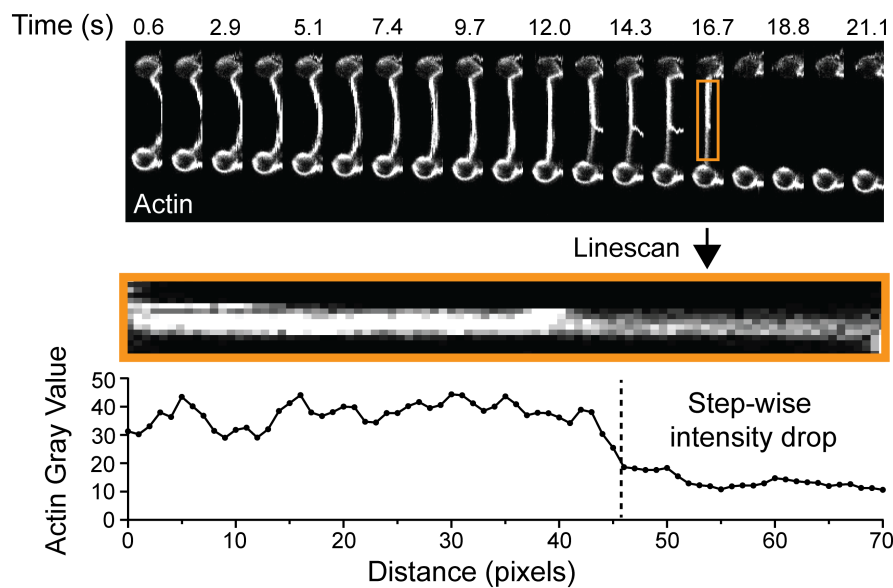 Time (s) 0.6 2.9 5.1 7.4 9.7 12.0 14.3 16.7 18.8 21.1
Actin
Linescan
50
40
30
20
10
0
Actin Gray Value
Step-wise
intensity drop
0 10 20 30 40 50 60 70
Distance (pixels)